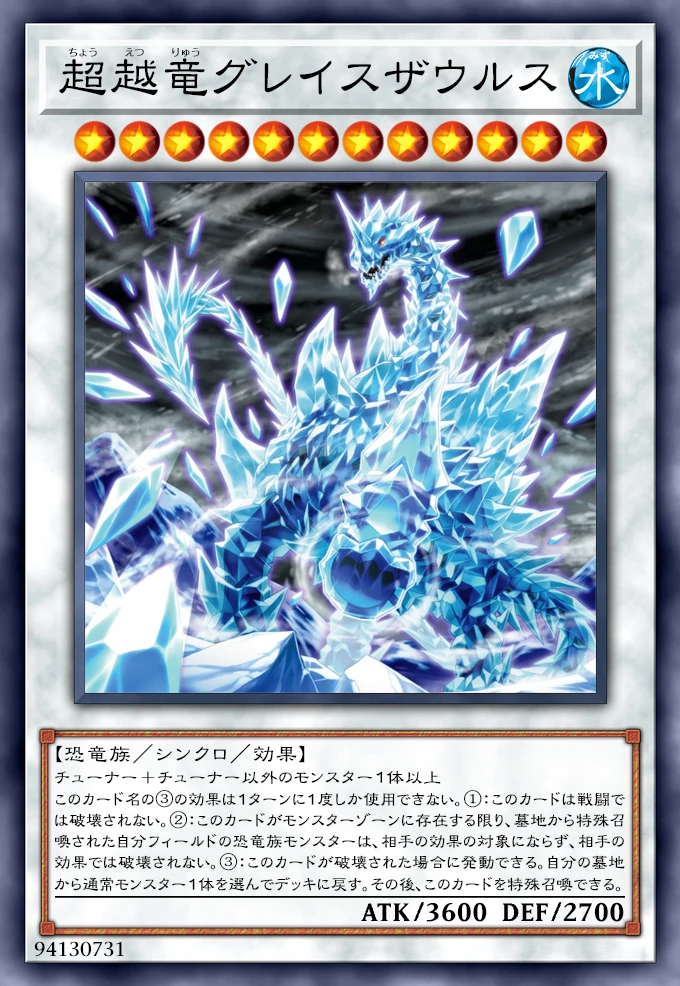 ちょう えつ りゅう
超越竜グレイスザウルス
みず
水
【恐竜族／シンクロ／効果】
チューナー＋チューナー以外のモンスター1体以上
このカード名の③の効果は1ターンに1度しか使用できない。①：このカードは戦闘で
は破壊されない。②：このカードがモンスターゾーンに存在する限り、墓地から特殊召
喚された自分フィールドの恐竜族モンスターは、相手の効果の対象にならず、相手の
効果では破壊されない。③：このカードが破壊された場合に発動できる。自分の墓地
から通常モンスター1体を選んでデッキに戻す。その後、このカードを特殊召喚できる。
ATK/3600 DEF/2700
94130731